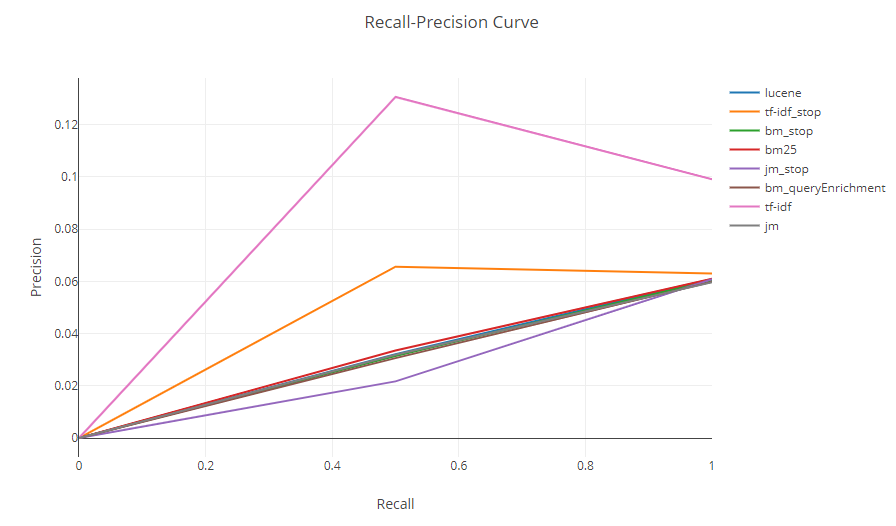 Recall-Precision Curve
0.12
0.1
0.08
0.06
0.04
0.02
0
Precision
0
0.2
0.4
0.6
0.8
1
Recall
lucene
tf-idf_stop
bm_stop
bm25
jm_stop
bm_queryEnrichment
tf-idf
jm